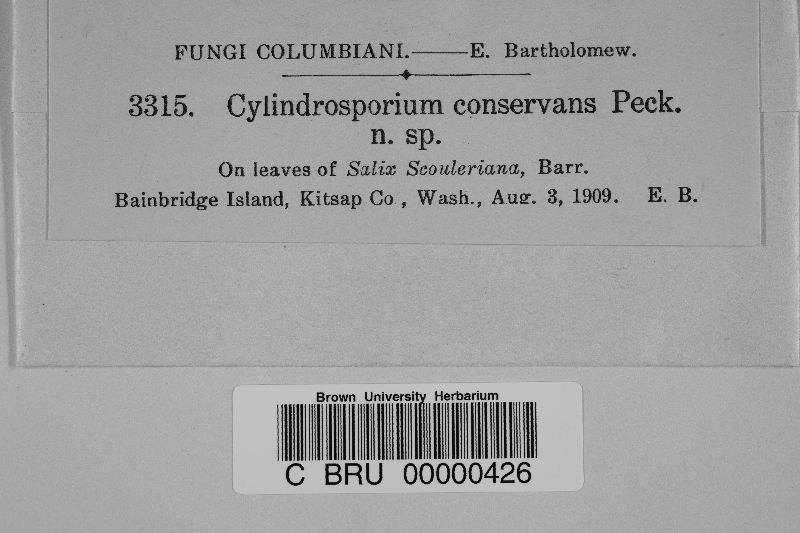 FUNGI COLUMBIANI.——E. Bartholomew.
3315. Cylindrosporium conservans Peck.
n. sp.
On leaves of Salix Scouleriana, Barr.
Bainbridge Island, Kitsap Co., Wash., Aug. 3, 1909. E. B.
Brown University Herbarium
C BRU 00000426